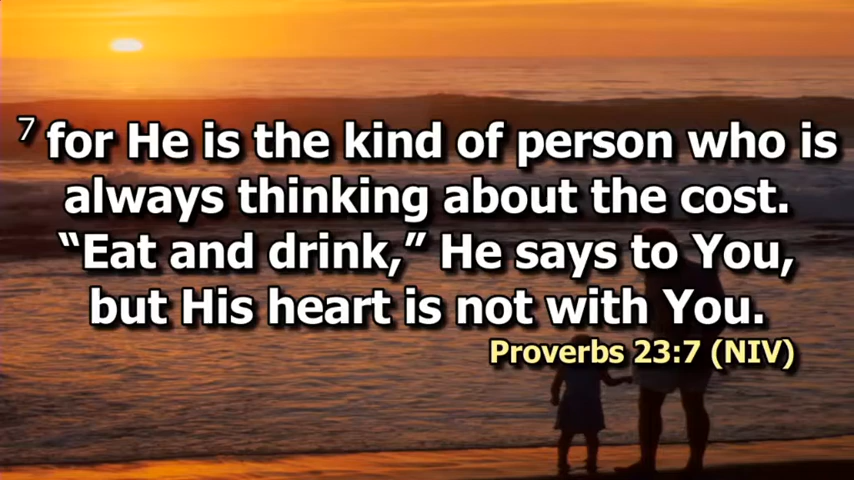 7 for He is the kind of person who is
always thinking about the cost.
“Eat and drink,” He says to You,
but His heart is not with You.
Proverbs 23:7 (NIV)